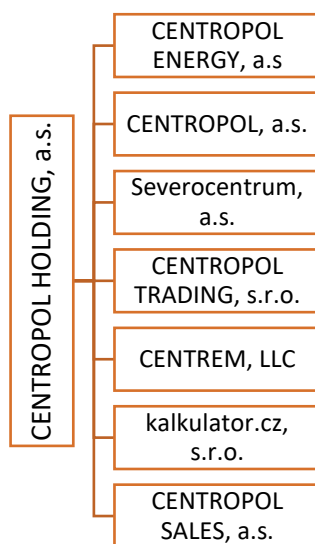 CENTROPOL HOLDING, a.s.
CENTROPOL
ENERGY, a.s
CENTROPOL, a.s.
Severocentrum,
a.s.
CENTROPOL
TRADING, s.r.o.
CENTREM, LLC
kalkulator.cz,
s.r.o.
CENTROPOL
SALES, a.s.